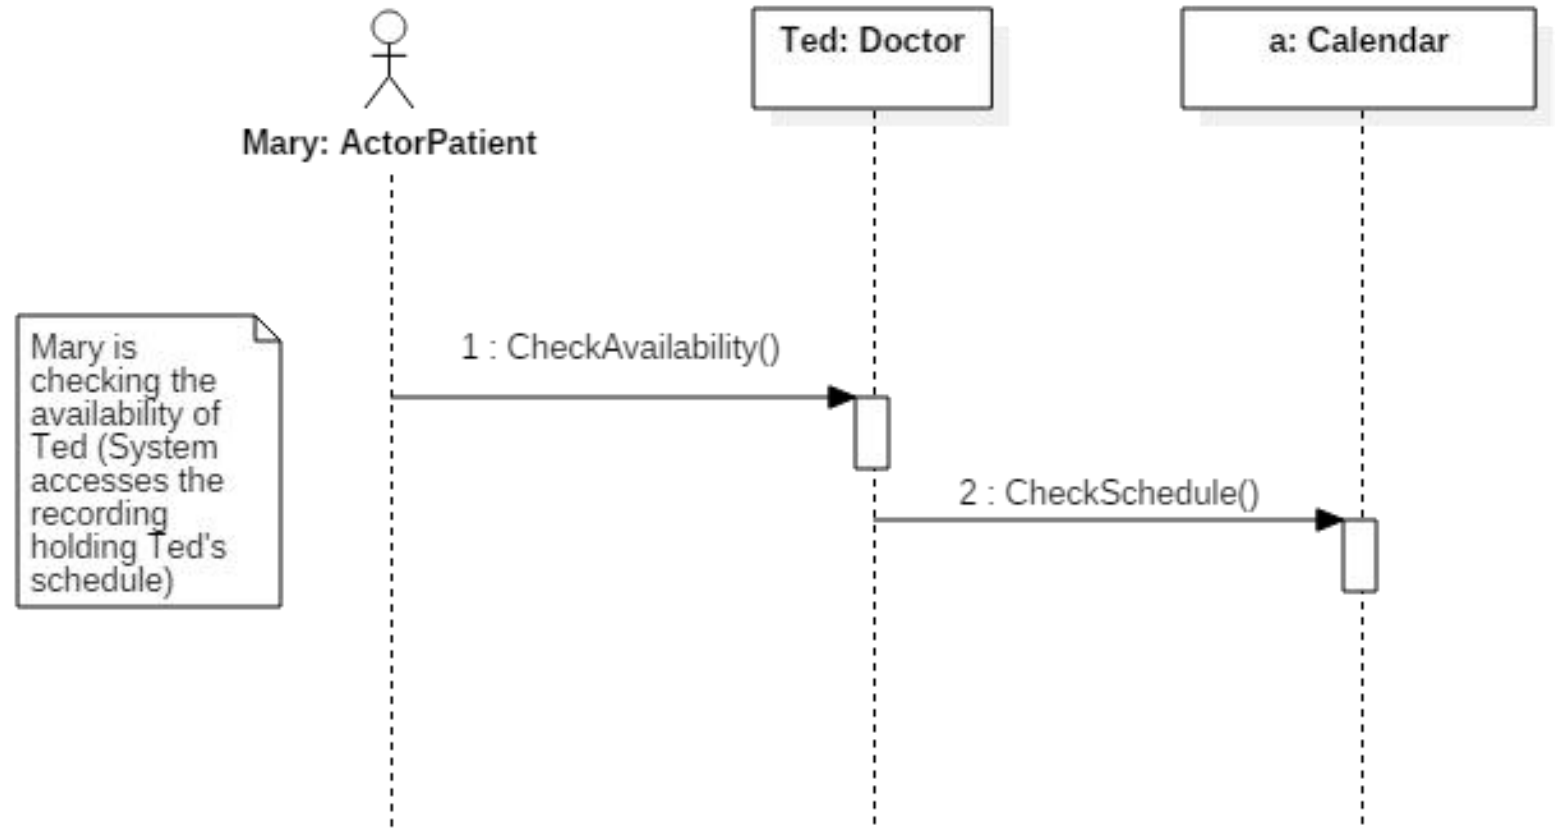 Ted: Doctor
a: Calendar
Mary: ActorPatient
Mary is
checking the
availability of
Ted (System
accesses the
recording
holding Ted's
schedule)
1 : CheckAvailability()
2 : CheckSchedule()